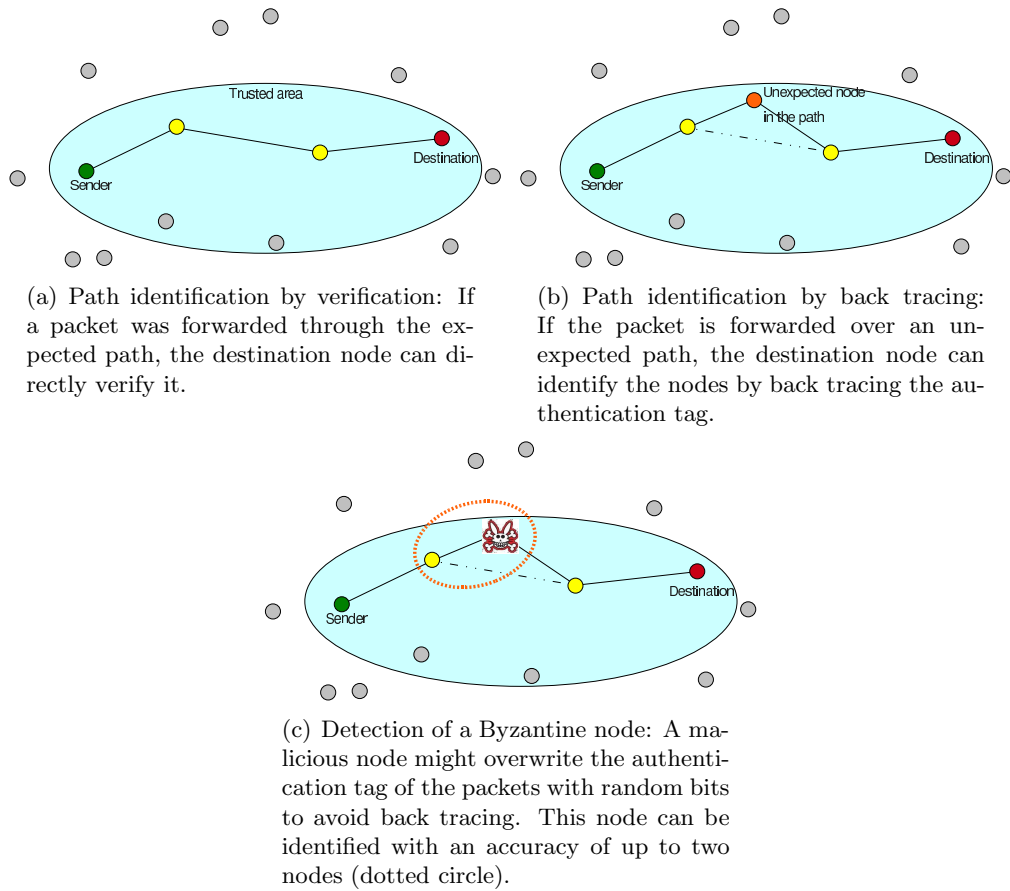 Trusted area
Sender
Destination
(a) Path identification by verification: If
a packet was forwarded through the ex-
pected path, the destination node can di-
rectly verify it.
Unexpected node
in the path
Sender
Destination
(b) Path identification by back tracing:
If the packet is forwarded over an un-
expected path, the destination node can
identify the nodes by back tracing the au-
thentication tag.
Sender
Destination
(c) Detection of a Byzantine node: A ma-
licious node might overwrite the authenti-
cation tag of the packets with random bits
to avoid back tracing. This node can be
identified with an accuracy of up to two
nodes (dotted circle).